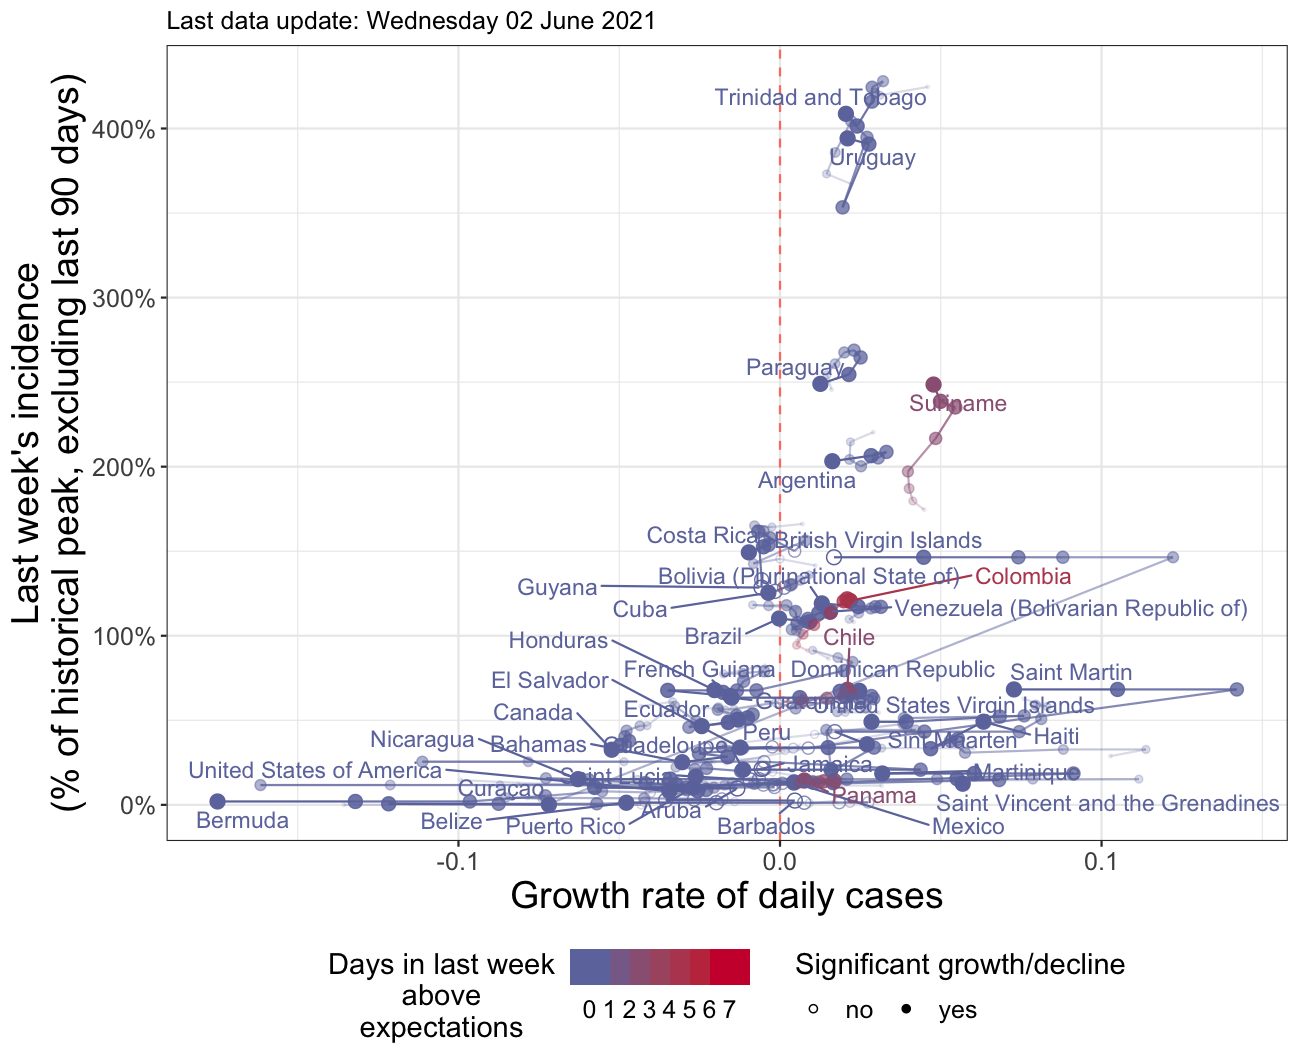 Last data update: Wednesday 02 June 2021
Last week's incidence
(% of historical peak, excluding last 90 days)
400%
300%
200%
100%
0%
Trinidad and Tobago
Uruguay
Paraguay
Suriname
Argentina
Costa Rica
British Virgin Islands
Bolivia (Plurinational State of)
Colombia
Guyana
Cuba
Venezuela (Bolivarian Republic of)
Brazil
Chile
Honduras
French Guiana
Dominican Republic
Saint Martin
El Salvador
Guatemala
United States Virgin Islands
Canada
Ecuador
Peru
Haiti
Nicaragua
Bahamas
Guadeloupe
Sint Maarten
United States of America
Saint Lucia
Jamaica
Martinique
Curacao
Panama
Saint Vincent and the Grenadines
Bermuda
Belize
Puerto Rico
Aruba
Barbados
Mexico
-0.1
0.0
0.1
Growth rate of daily cases
Days in last week
above
expectations
0 1 2 3 4 5 6 7
Significant growth/decline
no
yes